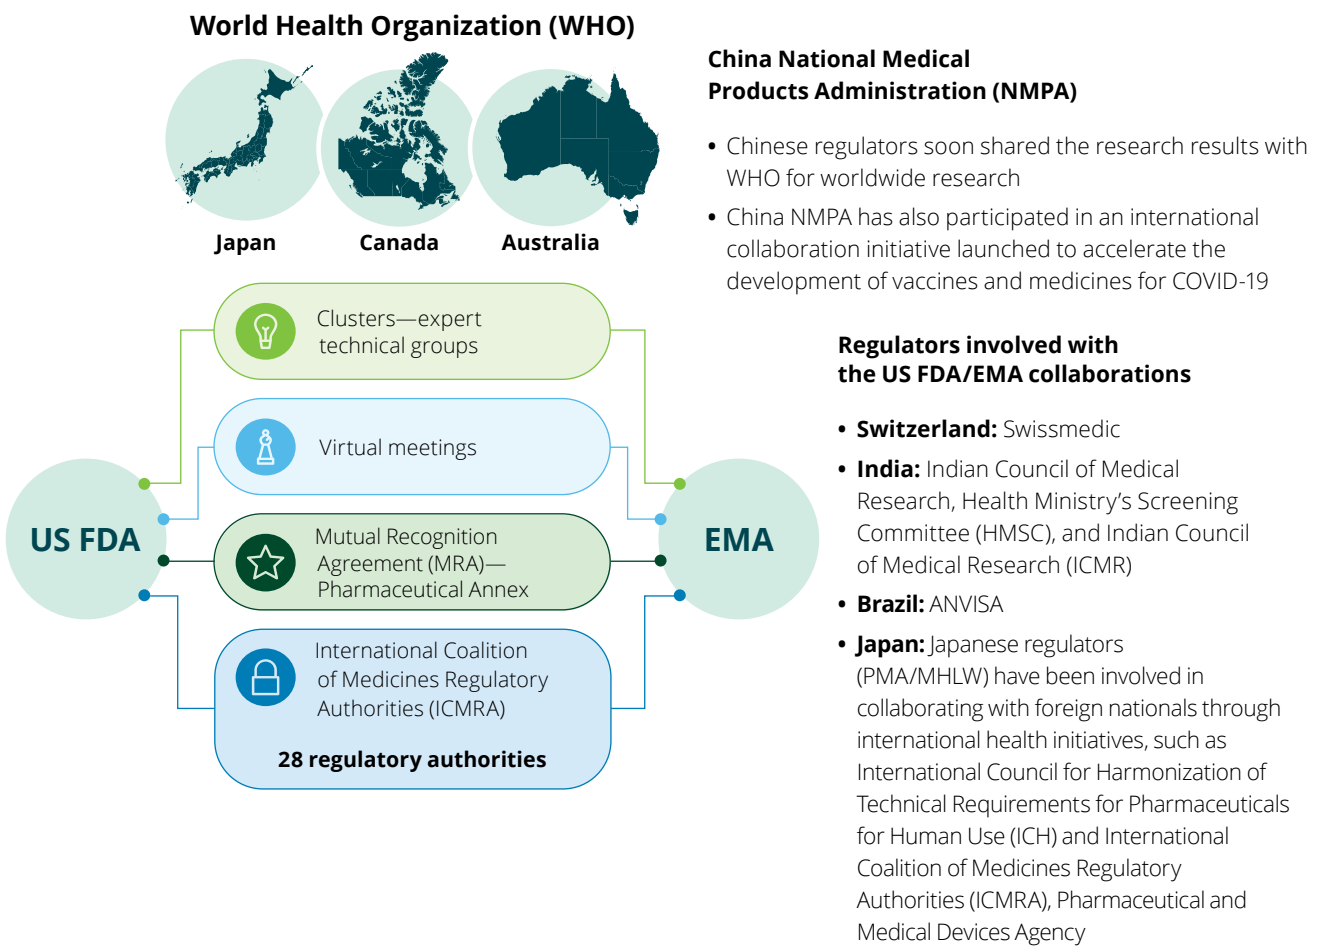 World Health Organization (WHO)
Japan
Canada
Australia
Clusters—expert
technical groups
Virtual meetings
US FDA
EMA
Mutual Recognition
Agreement (MRA)—
Pharmaceutical Annex
International Coalition
of Medicines Regulatory
Authorities (ICMRA)
28 regulatory authorities
China National Medical
Products Administration (NMPA)
• Chinese regulators soon shared the research results with
WHO for worldwide research
• China NMPA has also participated in an international
collaboration initiative launched to accelerate the
development of vaccines and medicines for COVID-19
Regulators involved with
the US FDA/EMA collaborations
• Switzerland: Swissmedic
• India: Indian Council of Medical
Research, Health Ministry’s Screening
Committee (HMSC), and Indian Council
of Medical Research (ICMR)
• Brazil: ANVISA
• Japan: Japanese regulators
(PMA/MHLW) have been involved in
collaborating with foreign nationals through
international health initiatives, such as
International Council for Harmonization of
Technical Requirements for Pharmaceuticals
for Human Use (ICH) and International
Coalition of Medicines Regulatory
Authorities (ICMRA), Pharmaceutical and
Medical Devices Agency